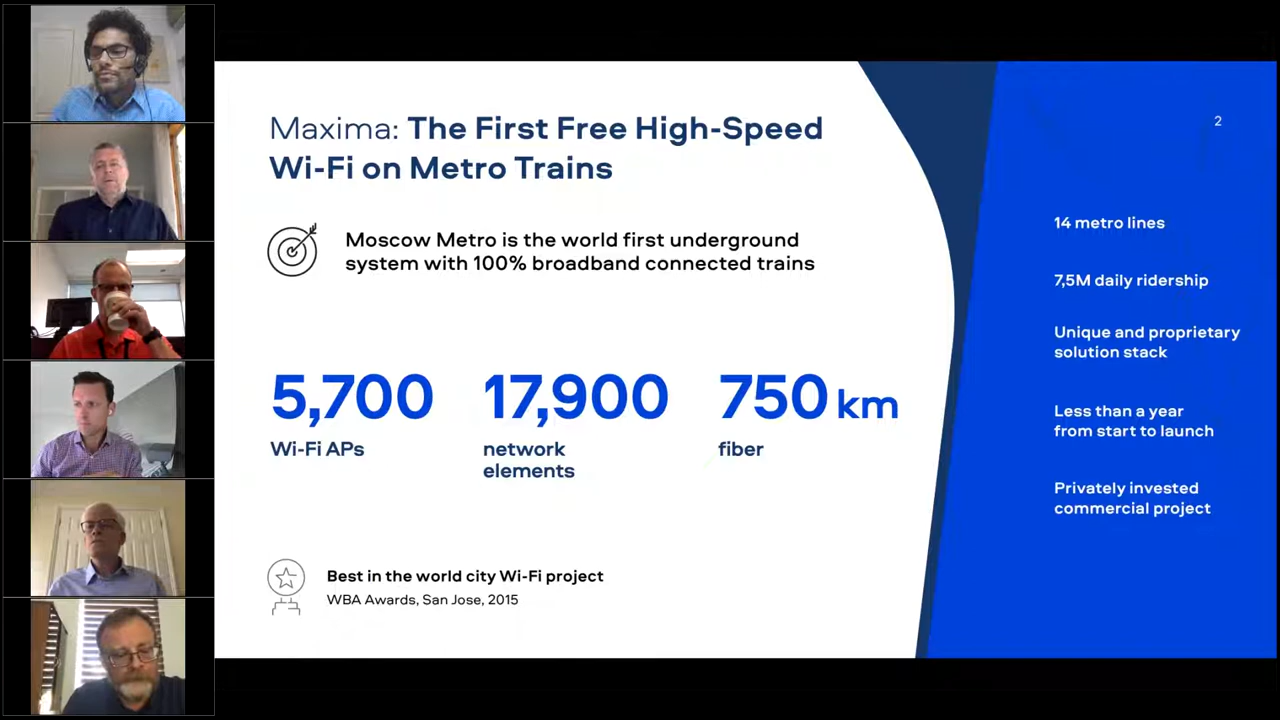 Maxima: The First Free High-Speed
Wi-Fi on Metro Trains
2
Moscow Metro is the world first underground
system with 100% broadband connected trains
5,700
Wi-Fi APs
17,900
network
elements
750 km
fiber
Best in the world city Wi-Fi project
WBA Awards, San Jose, 2015
14 metro lines
7,5M daily ridership
Unique and proprietary
solution stack
Less than a year
from start to launch
Privately invested
commercial project